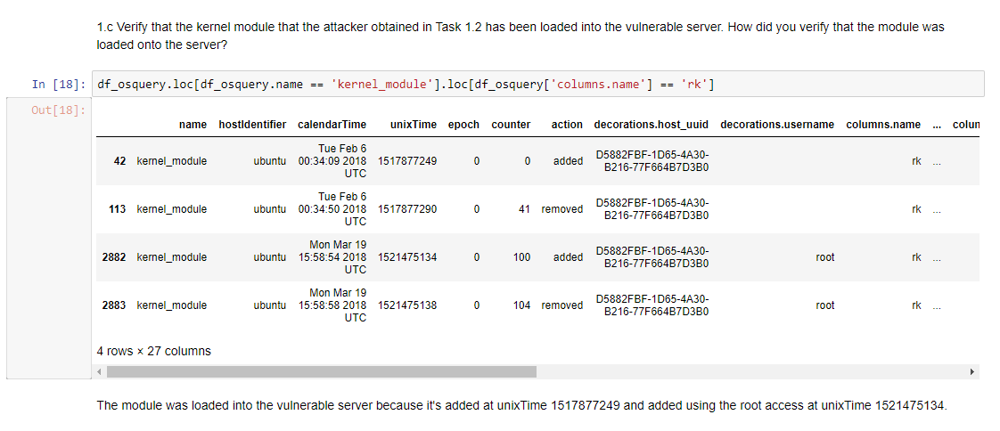 1.c Verify that the kernel module that the attacker obtained in Task 1.2 has been loaded into the vulnerable server. How did you verify that the module was
loaded onto the server?
In [18]: df_osquery.loc[df_osquery.name == 'kernel_module'].loc[df_osquery['columns.name'] == 'rk']
Out[18]:
name hostIdentifier calendarTime unixTime epoch counter action decorations.host_uuid decorations.username columns.name ... colun
Tue Feb 6
42 kernel_module ubuntu 00:34:09 2018 1517877249 0 0 added D5882FBF-1D65-4A30- rk ...
UTC B216-77F664B7D3B0
Tue Feb 6
113 kernel_module ubuntu 00:34:50 2018 1517877290 0 41 removed D5882FBF-1D65-4A30- rk ...
UTC B216-77F664B7D3B0
Mon Mar 19
2882 kernel_module ubuntu 15:58:54 2018 1521475134 0 100 added D5882FBF-1D65-4A30- root rk ...
UTC B216-77F664B7D3B0
Mon Mar 19
2883 kernel_module ubuntu 15:58:58 2018 1521475138 0 104 removed D5882FBF-1D65-4A30- root rk ...
UTC B216-77F664B7D3B0
4 rows × 27 columns
The module was loaded into the vulnerable server because it's added at unixTime 1517877249 and added using the root access at unixTime 1521475134.